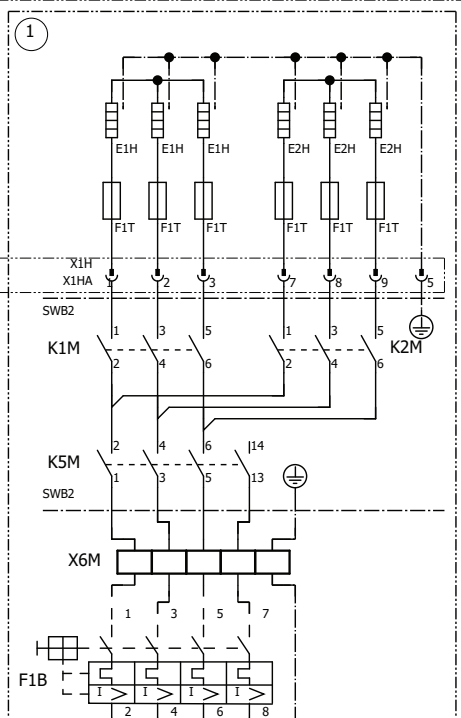 1
E1H E1H E1H E2H E2H E2H
F1T F1T F1T F1T F1T F1T
X1H
X1HA 1 2 3 7 8 9 5
SWB2
1 3 5 1 3 5
K1M K2M
2 4 6 2 4 6
2 4 6 14
K5M
1 3 5 13
SWB2
X6M
1 3 5 7
F1B
I > I > I > I >
2 4 6 8